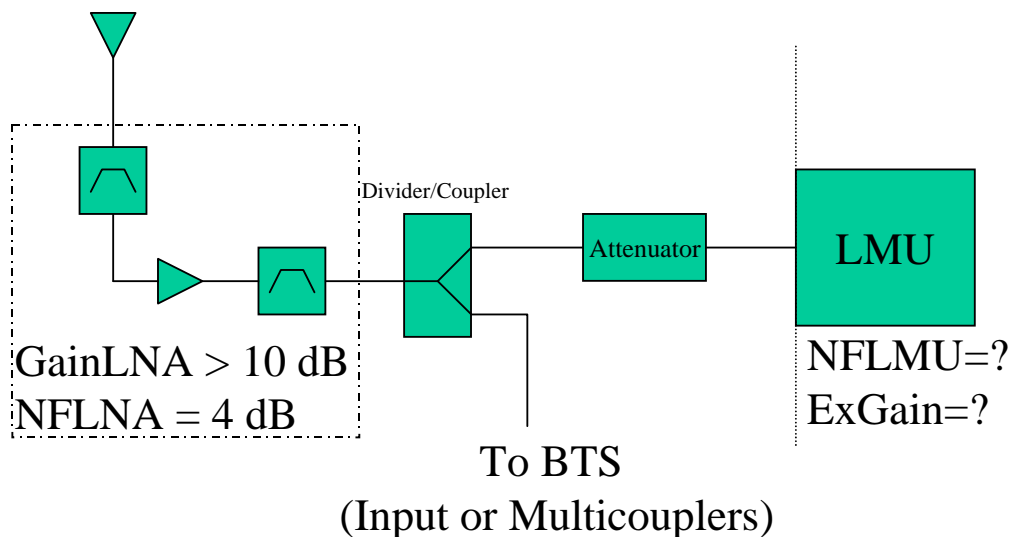 Divider/Coupler
Attenuator
LMU
GainLNA > 10 dB
NFLNA = 4 dB
NFLMU=?
ExGain=?
To BTS
(Input or Multicouplers)